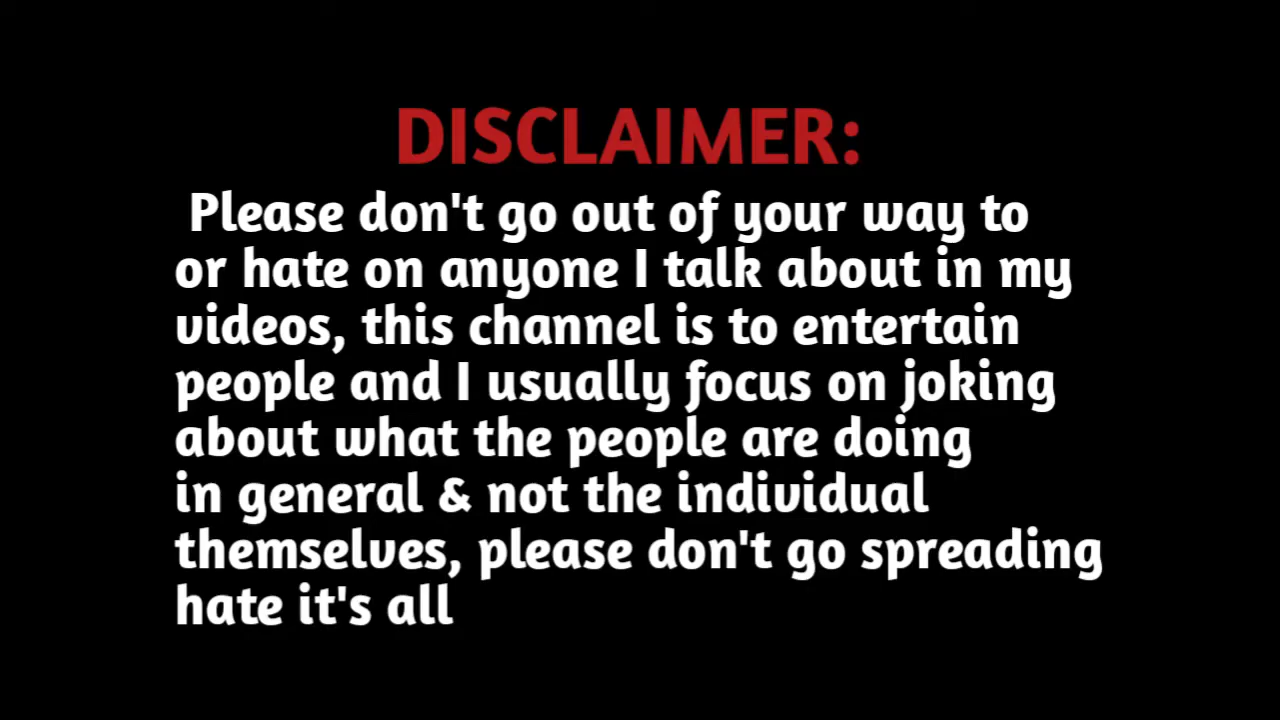 DISCLAIMER:
Please don't go out of your way to
or hate on anyone I talk about in my
videos, this channel is to entertain
people and I usually focus on joking
about what the people are doing
in general & not the individual
themselves, please don't go spreading
hate it's all